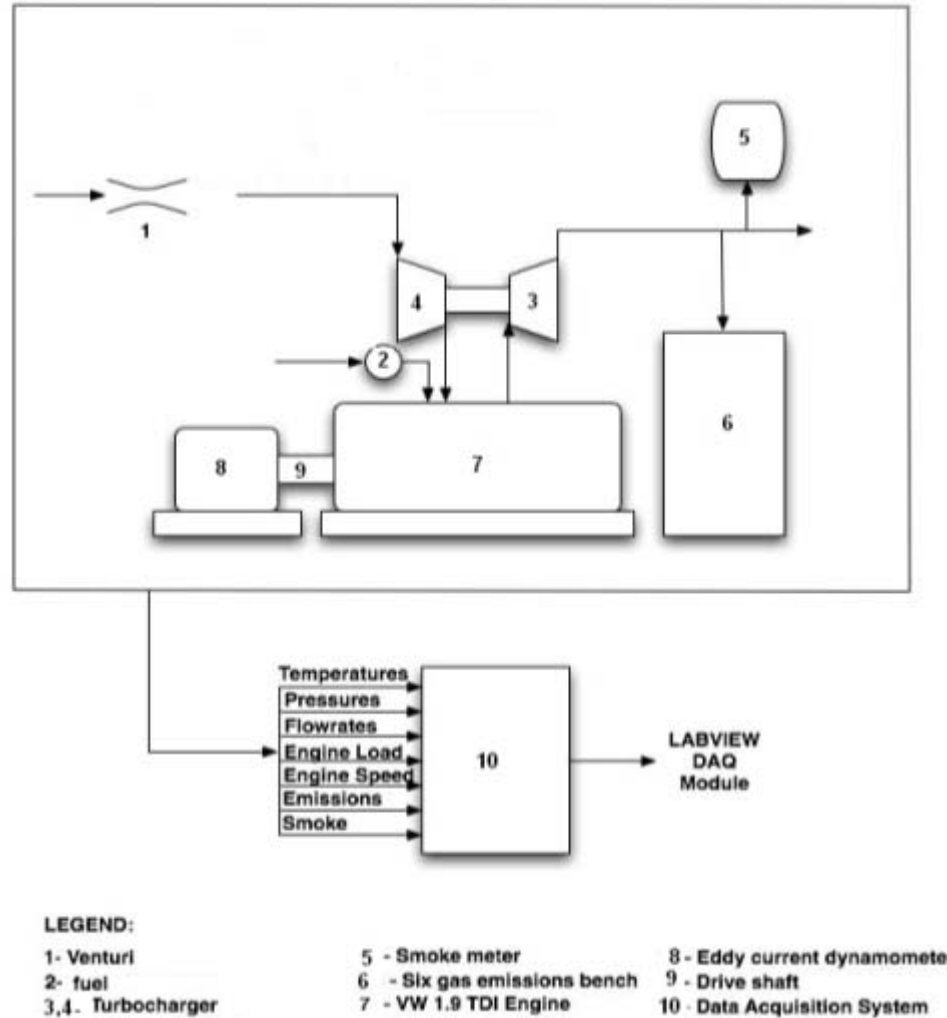 5
1
4
3
2
6
8
9
7
Temperatures
Pressures
Flowrates
Engine Load
Engine Speed
Emissions
Smoke
10
LABVIEW
DAQ
Module
LEGEND:
1- Venturi
2- fuel
3,4- Turbocharger
5 - Smoke meter
6 - Six gas emissions bench
7 - VW 1.9 TDI Engine
8 - Eddy current dynamomete
9 - Drive shaft
10 - Data Acquisition System